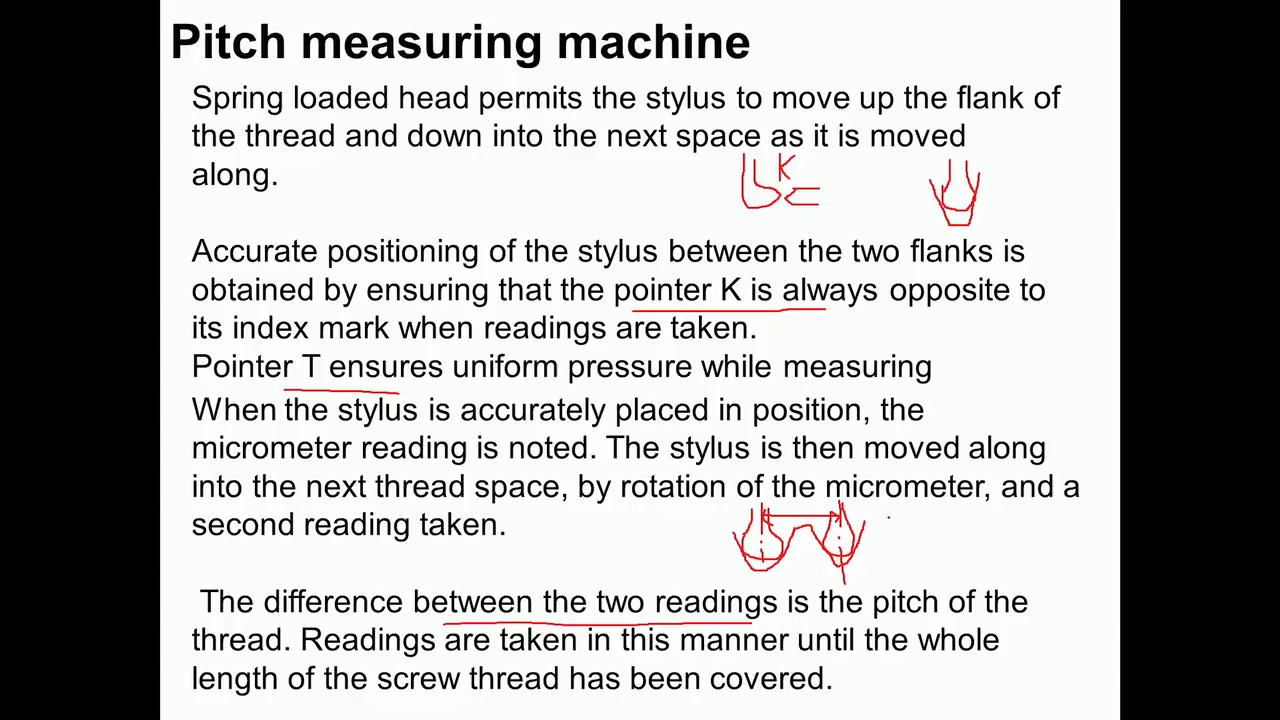 Pitch measuring machine
Spring loaded head permits the stylus to move up the flank of
the thread and down into the next space as it is moved
along.
K
Accurate positioning of the stylus between the two flanks is
obtained by ensuring that the pointer K is always opposite to
its index mark when readings are taken.
Pointer T ensures uniform pressure while measuring
When the stylus is accurately placed in position, the
micrometer reading is noted. The stylus is then moved along
into the next thread space, by rotation of the micrometer, and a
second reading taken.
The difference between the two readings is the pitch of the
thread. Readings are taken in this manner until the whole
length of the screw thread has been covered.